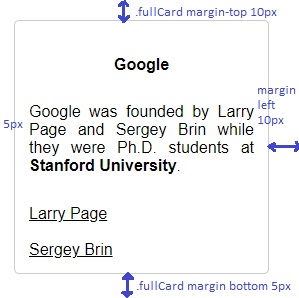 .fullCard margin-top 10px
Google
margin
left
10px
5px
Google was founded by Larry
Page and Sergey Brin while
they were Ph.D. students at
Stanford University.
Larry Page
Sergey Brin
.fullCard margin bottom 5px